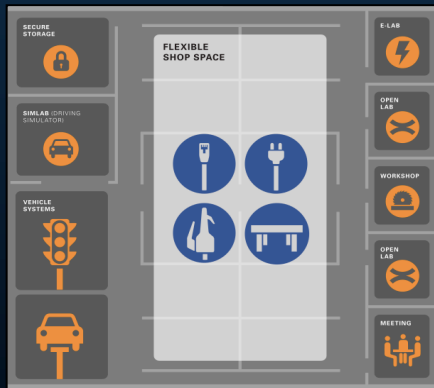 SECURE
STORAGE
SIMLAB (DRIVING
SIMULATOR)
VEHICLE
SYSTEMS
FLEXIBLE
SHOP SPACE
E-LAB
OPEN
LAB
WORKSHOP
OPEN
LAB
MEETING